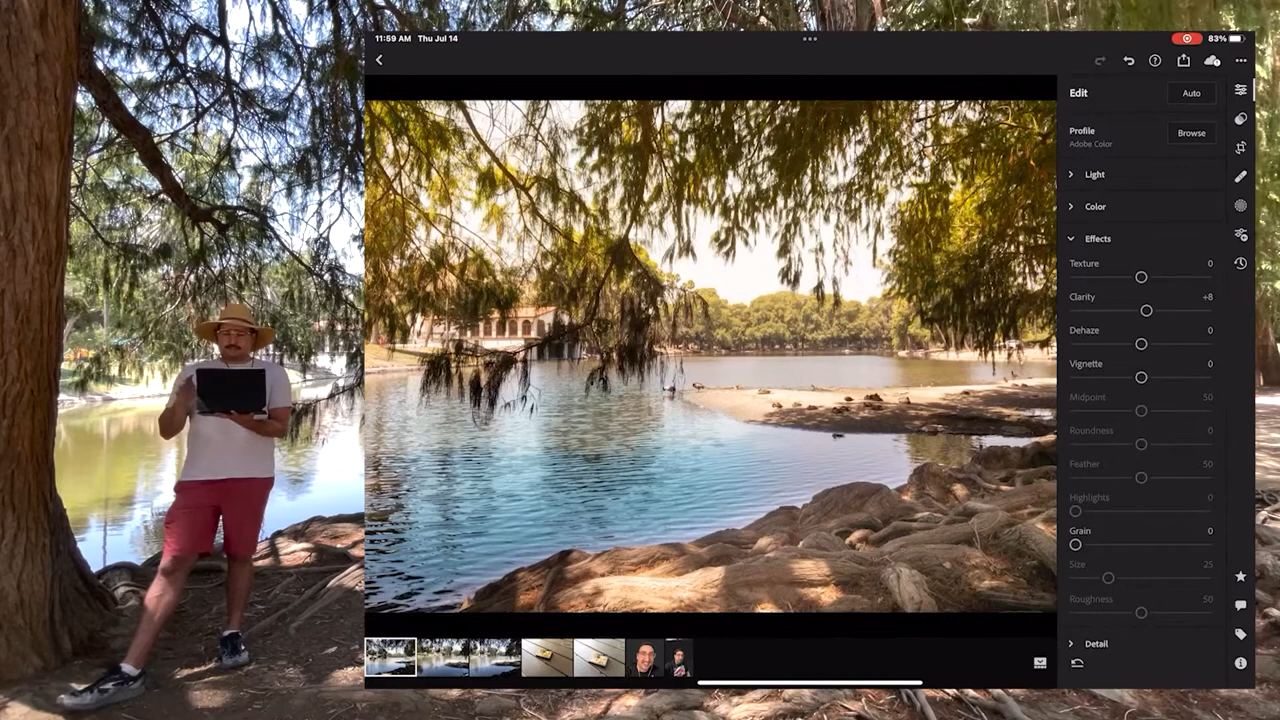 11:59 AM Thu Jul 14
83%
Edit
Auto
Profile
Adobe Color
Browse
Light
Color
Effects
Texture 0
Clarity +8
Dehaze 0
Vignette 0
Midpoint 50
Roundness 0
Feather 50
Highlights 0
Grain 0
Size 25
Roughness 50
Detail